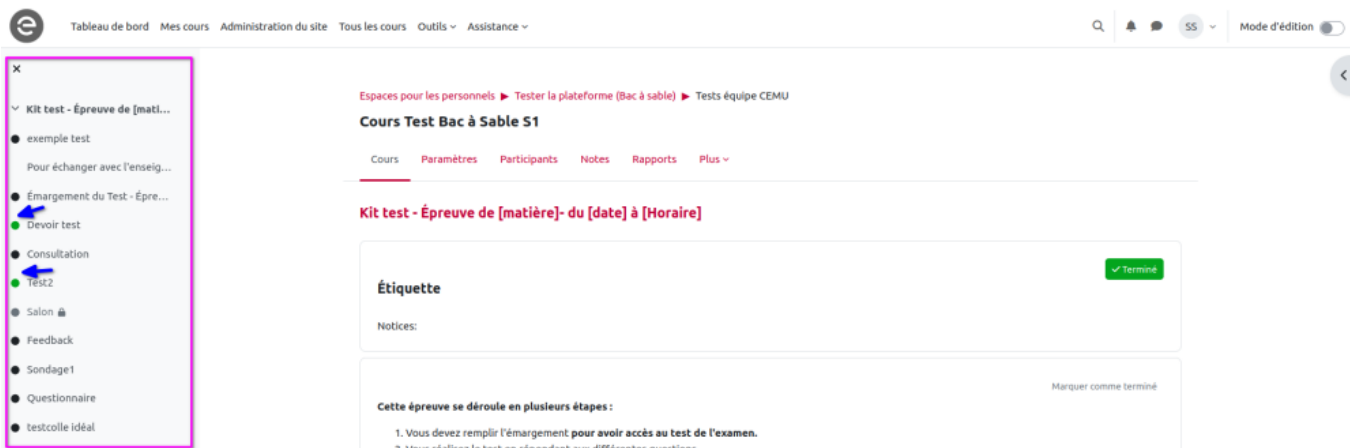 e
Tableau de bord Mes cours Administration du site Tous les cours Outils Assistance
SS Mode d'édition
Kit test - Épreuve de [mati...
exemple test
Pour échanger avec l'enseig...
Émargement du Test - Épre...
Devoir test
Consultation
Test2
Salon
Feedback
Sondage1
Questionnaire
testcolle idéal
Espaces pour les personnels ▶ Tester la plateforme (Bac à sable) ▶ Tests équipe CEMU
Cours Test Bac à Sable S1
Cours Paramètres Participants Notes Rapports Plus
Kit test - Épreuve de [matière]- du [date] à [Horaire]
✓ Terminé
Étiquette
Notices:
Marquer comme terminé
Cette épreuve se déroule en plusieurs étapes :
1. Vous devez remplir l'émargement pour avoir accès au test de l'examen.